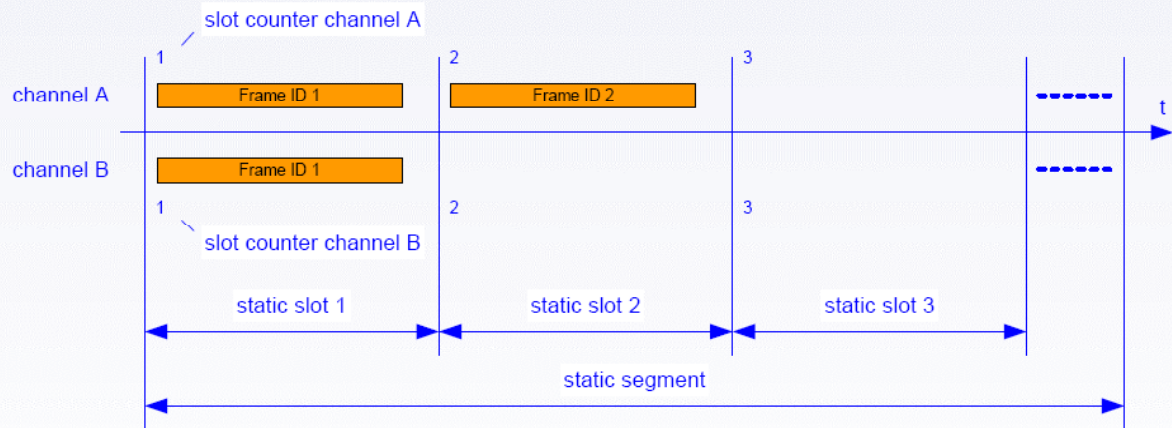 slot counter channel A
1 2 3
channel A Frame ID 1 Frame ID 2
t
channel B Frame ID 1
1 2 3
slot counter channel B
static slot 1 static slot 2 static slot 3
static segment